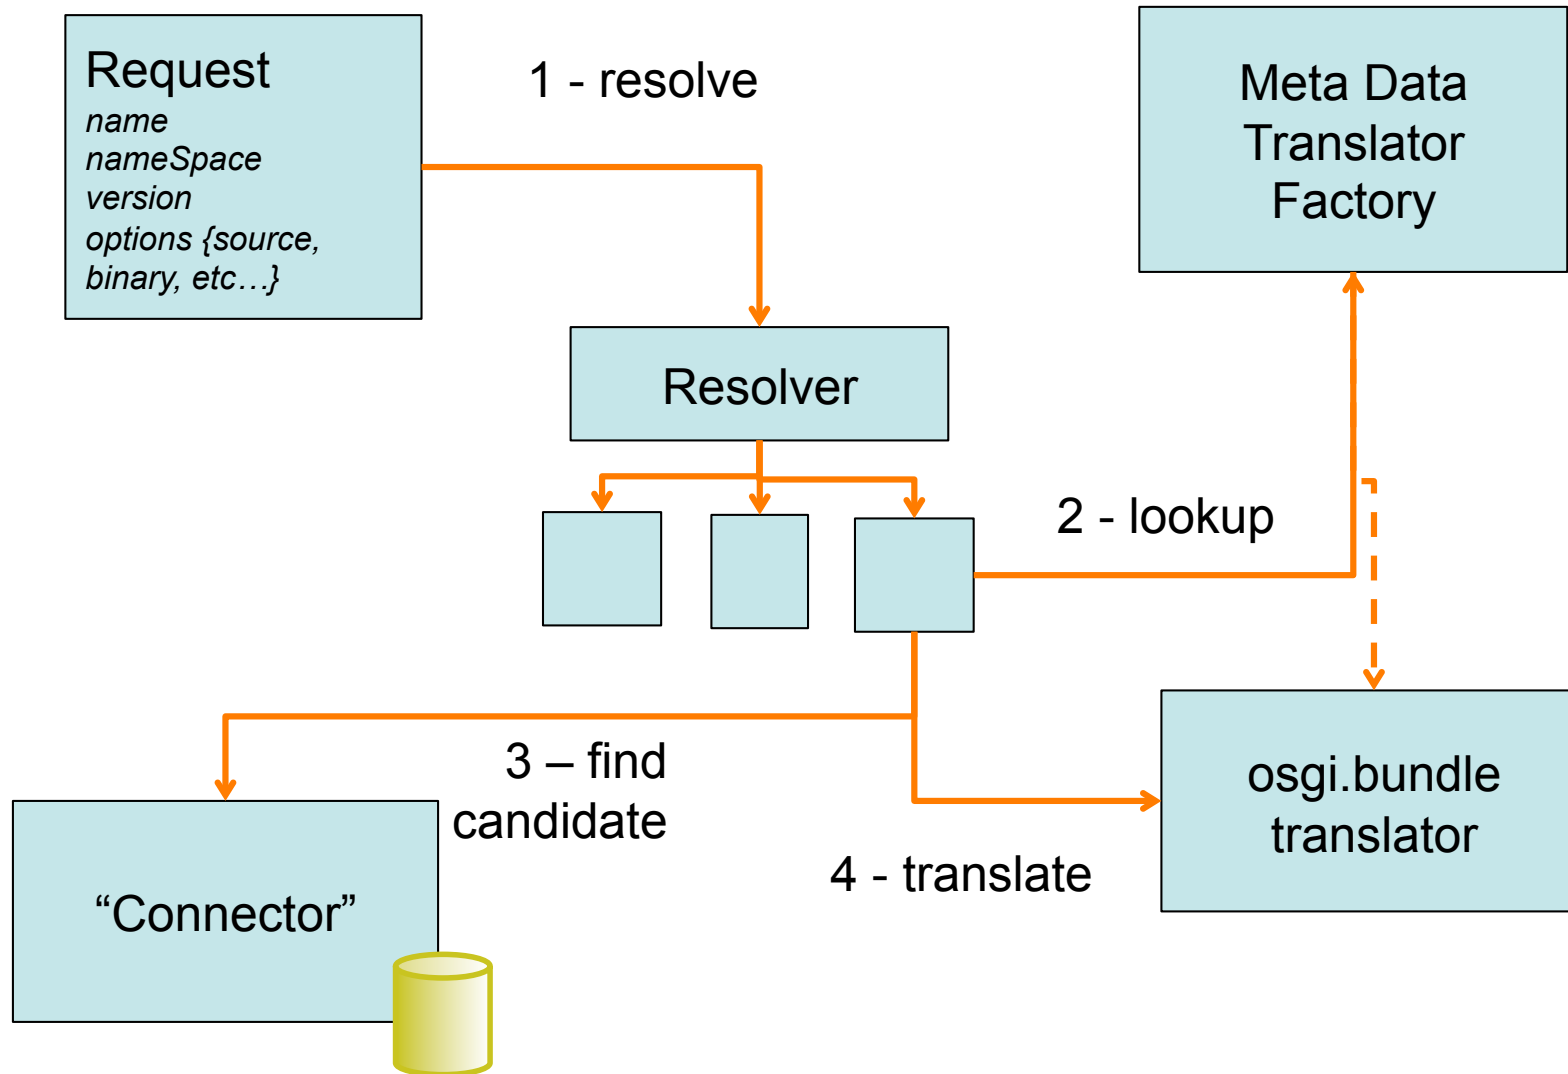 Request
name
nameSpace
version
options {source,
binary, etc…}
1 - resolve
Meta Data
Translator
Factory
Resolver
2 - lookup
3 – find
candidate
4 - translate
osgi.bundle
translator
“Connector”